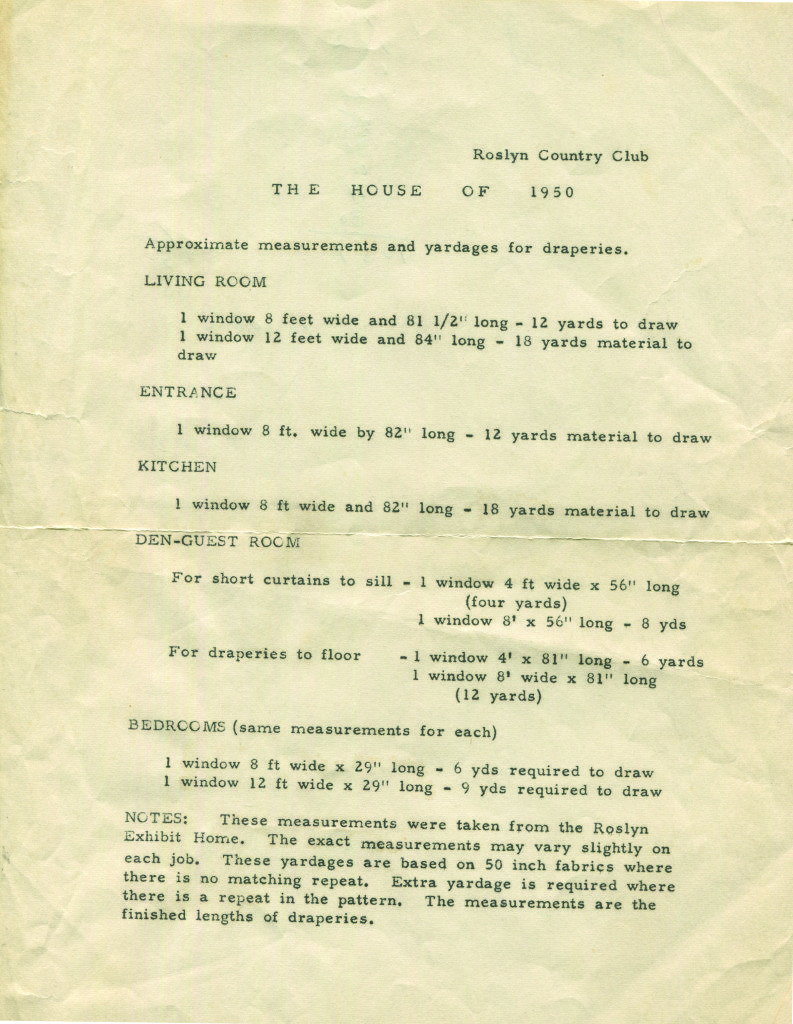 Roslyn Country Club
THE HOUSE OF 1950
Approximate measurements and yardages for draperies.
LIVING ROOM
1 window 8 feet wide and 81 1/2" long - 12 yards to draw
1 window 12 feet wide and 84" long - 18 yards material to
draw
ENTRANCE
1 window 8 ft. wide by 82" long - 12 yards material to draw
KITCHEN
1 window 8 ft wide and 82" long - 18 yards material to draw
DEN-GUEST ROOM
For short curtains to sill - 1 window 4 ft wide x 56" long
(four yards)
1 window 8' x 56" long - 8 yds
For draperies to floor - 1 window 4' x 81" long - 6 yards
1 window 8' wide x 81" long
(12 yards)
BEDROOMS (same measurements for each)
1 window 8 ft wide x 29" long - 6 yds required to draw
1 window 12 ft wide x 29" long - 9 yds required to draw
NOTES: These measurements were taken from the Roslyn
Exhibit Home. The exact measurements may vary slightly on
each job. These yardages are based on 50 inch fabrics where
there is no matching repeat. Extra yardage is required where
there is a repeat in the pattern. The measurements are the
finished lengths of draperies.